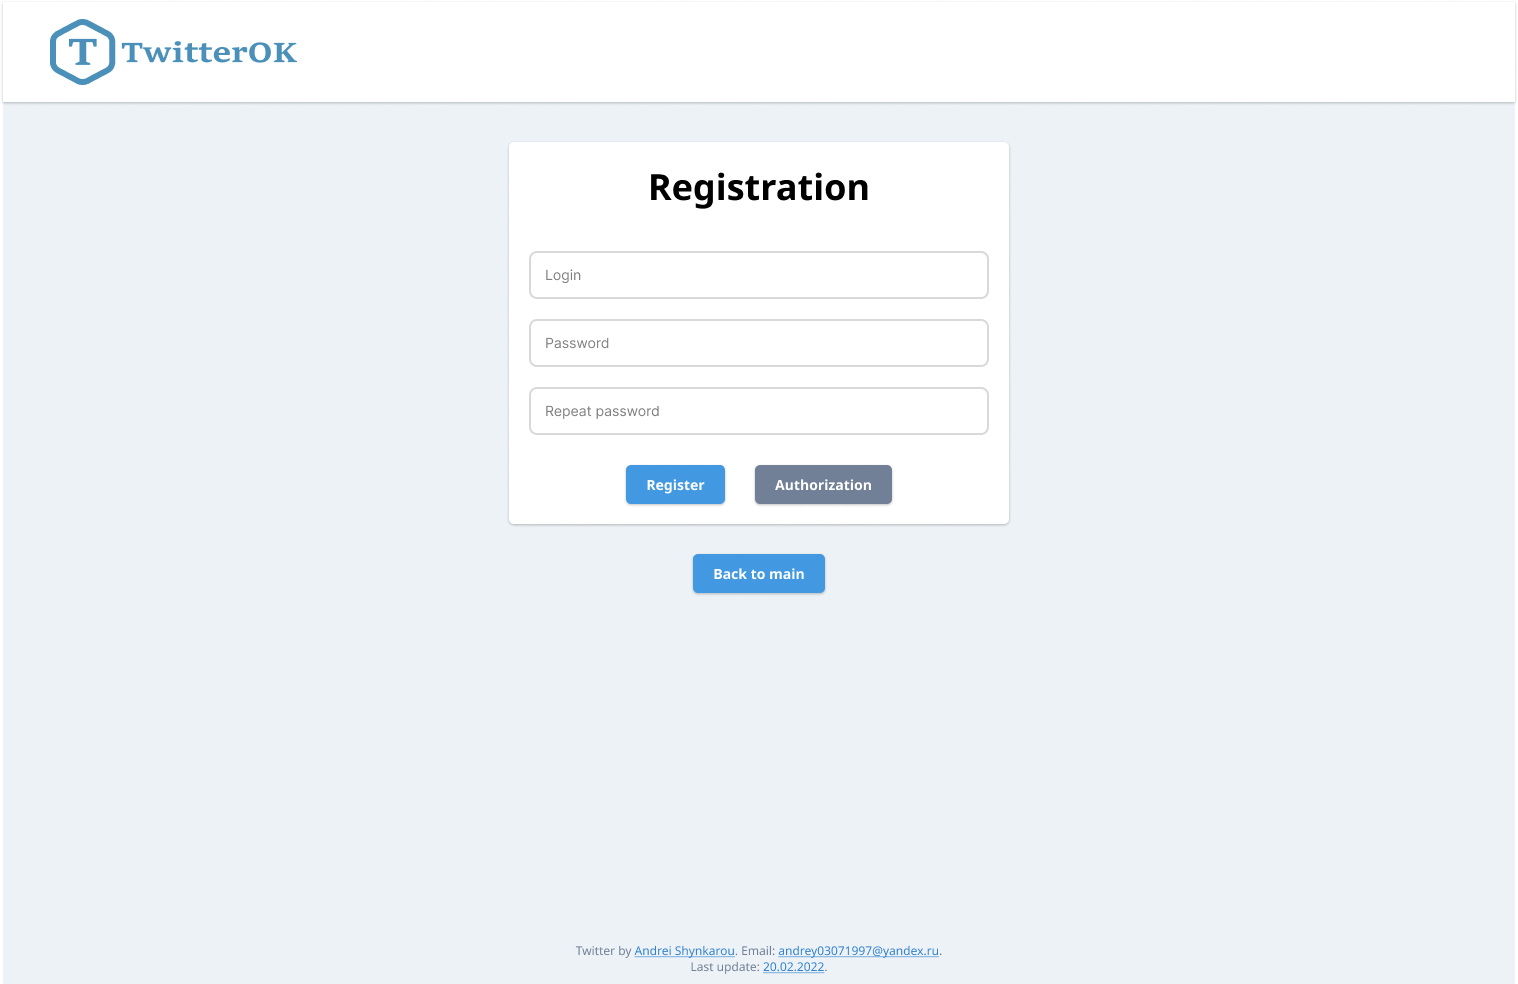 T TwitterOK
Registration
Login
Password
Repeat password
Register
Authorization
Back to main
Twitter by Andrei Shynkarou. Email: andrey03071997@yandex.ru.
Last update: 20.02.2022.